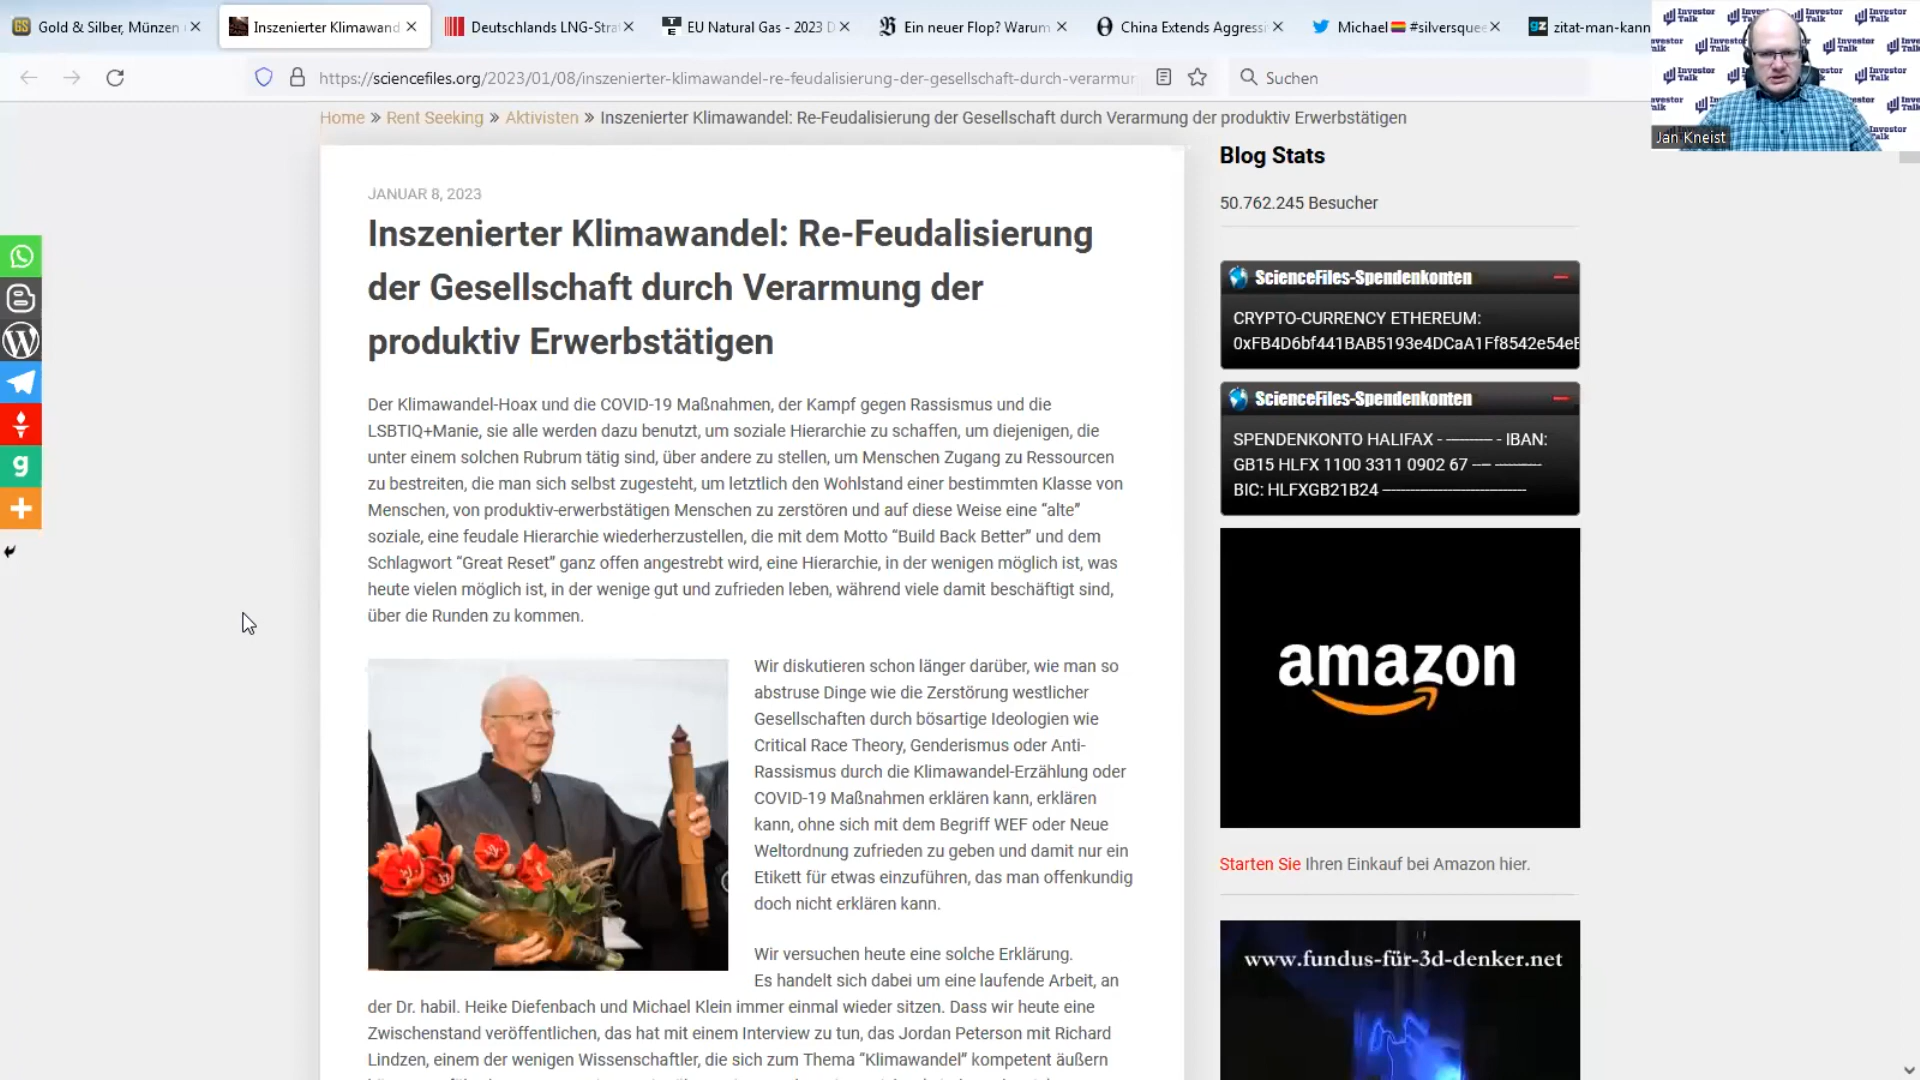 Gold & Silber, Münzen
Inszenierter Klimawand
Deutschlands LNG-Strat
EU Natural Gas - 2023 D
Ein neuer Flop? Warum
China Extends Aggressi
Michael #silversquee
zitat-man-kann
https://sciencefiles.org/2023/01/08/inszenierter-klimawandel-re-feudalisierung-der-gesellschaft-durch-verarmur
Suchen
Investor Talk
Jan Kneist
Home » Rent Seeking » Aktivisten » Inszenierter Klimawandel: Re-Feudalisierung der Gesellschaft durch Verarmung der produktiv Erwerbstätigen
JANUAR 8, 2023
Inszenierter Klimawandel: Re-Feudalisierung
der Gesellschaft durch Verarmung der
produktiv Erwerbstätigen
Der Klimawandel-Hoax und die COVID-19 Maßnahmen, der Kampf gegen Rassismus und die
LSBTIQ+Manie, sie alle werden dazu benutzt, um soziale Hierarchie zu schaffen, um diejenigen, die
unter einem solchen Rubrum tätig sind, über andere zu stellen, um Menschen Zugang zu Ressourcen
zu bestreiten, die man sich selbst zugesteht, um letztlich den Wohlstand einer bestimmten Klasse von
Menschen, von produktiv-erwerbstätigen Menschen zu zerstören und auf diese Weise eine “alte”
soziale, eine feudale Hierarchie wiederherzustellen, die mit dem Motto “Build Back Better” und dem
Schlagwort “Great Reset” ganz offen angestrebt wird, eine Hierarchie, in der wenigen möglich ist, was
heute vielen möglich ist, in der wenige gut und zufrieden leben, während viele damit beschäftigt sind,
über die Runden zu kommen.
Wir diskutieren schon länger darüber, wie man so
abstruse Dinge wie die Zerstörung westlicher
Gesellschaften durch bösartige Ideologien wie
Critical Race Theory, Genderismus oder Anti-
Rassismus durch die Klimawandel-Erzählung oder
COVID-19 Maßnahmen erklären kann, erklären
kann, ohne sich mit dem Begriff WEF oder Neue
Weltordnung zufrieden zu geben und damit nur ein
Etikett für etwas einzuführen, das man offenkundig
doch nicht erklären kann.
Wir versuchen heute eine solche Erklärung.
Es handelt sich dabei um eine laufende Arbeit, an
der Dr. habil. Heike Diefenbach und Michael Klein immer einmal wieder sitzen. Dass wir heute eine
Zwischenstand veröffentlichen, das hat mit einem Interview zu tun, das Jordan Peterson mit Richard
Lindzen, einem der wenigen Wissenschaftler, die sich zum Thema “Klimawandel” kompetent äußern
Blog Stats
50.762.245 Besucher
ScienceFiles-Spendenkonten
CRYPTO-CURRENCY ETHEREUM:
0xFB4D6bf441BAB5193e4DCaA1Ff8542e54eE
ScienceFiles-Spendenkonten
SPENDENKONTO HALIFAX - ---------- - IBAN:
GB15 HLFX 1100 3311 0902 67 ---- -----------
BIC: HLFXGB21B24 ------------------------------
amazon
Starten Sie Ihren Einkauf bei Amazon hier.
www.fundus-für-3d-denker.net